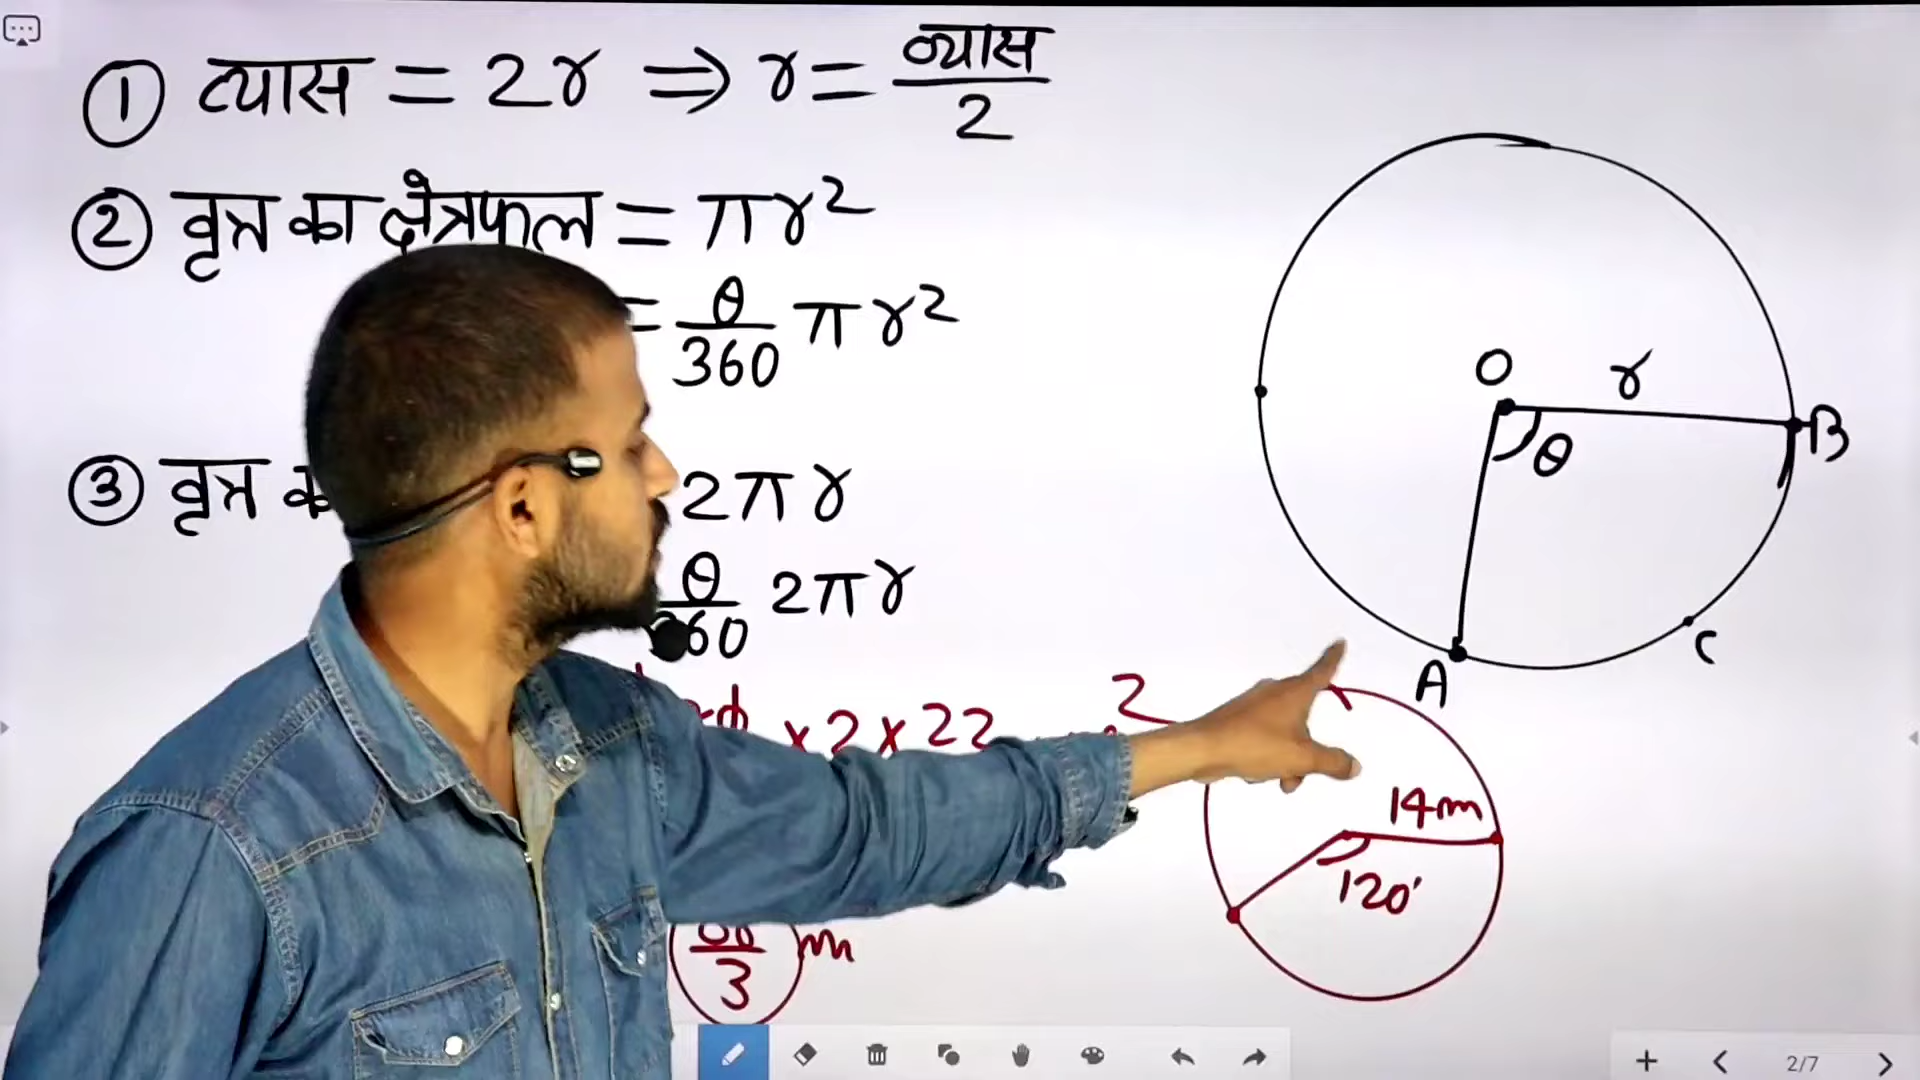 ① व्यास = 2r ⇒ r = व्यास/2
② वृत्त का क्षेत्रफल = πr²
= θ/360 πr²
③ वृत्त
2πr
θ/360 2πr
× 2 × 22
2
3
m
O
r
θ
B
C
A
14m
120°
2/7